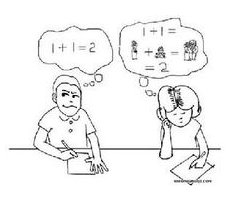 1+1=2
1+1=
+ =
= 2